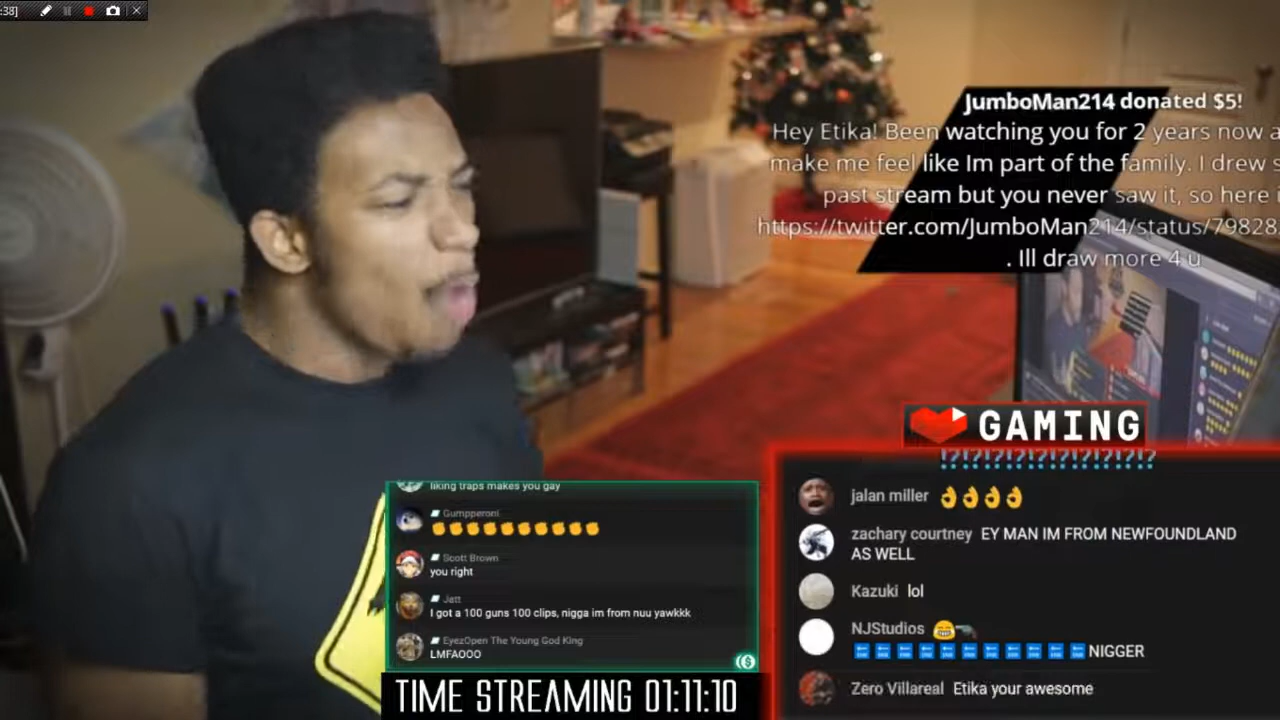 :38]
JumboMan214 donated $5!
Hey Etika! Been watching you for 2 years now a
make me feel like Im part of the family. I drew s
past stream but you never saw it, so here i
https://twitter.com/JumboMan214/status/79828
. Ill draw more 4 u
GAMING
!?!?!?!?!?!?!?!?!?!?!?!?!?
jalan miller 👌👌👌👌
zachary courtney EY MAN IM FROM NEWFOUNDLAND
AS WELL
Kazuki lol
NJStudios 😂🔫
🔚🔚🔚🔚🔚🔚🔚🔚🔚🔚🔚 NIGGER
Zero Villareal Etika your awesome
liking traps makes you gay
Gumpperoni
✊✊✊✊✊✊✊✊✊✊
Scott Brown
you right
Jett
I got a 100 guns 100 clips, nigga im from nuu yawkkk
EyezOpen The Young God King
LMFAOOO
TIME STREAMING 01:11:10